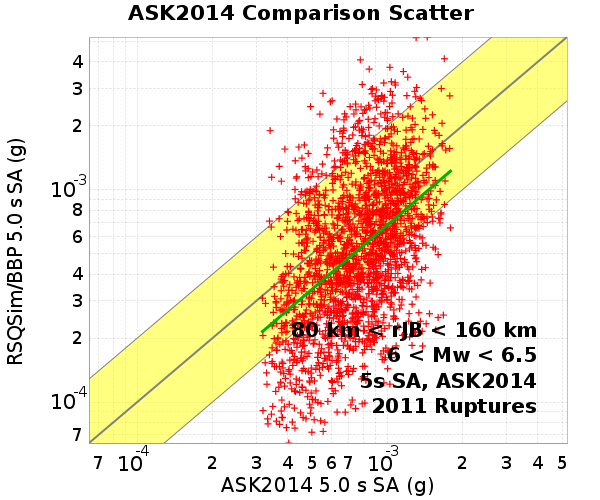 ASK2014 Comparison Scatter
RSQSim/BBP 5.0 s SA (g)
4
3
2
10^-3
8
6
4
3
2
10^-4
7
80 km < rJB < 160 km
6 < Mw < 6.5
5s SA, ASK2014
2011 Ruptures
7 10^-4 2 3 4 5 6 7 10^-3 2 3 4 5
ASK2014 5.0 s SA (g)